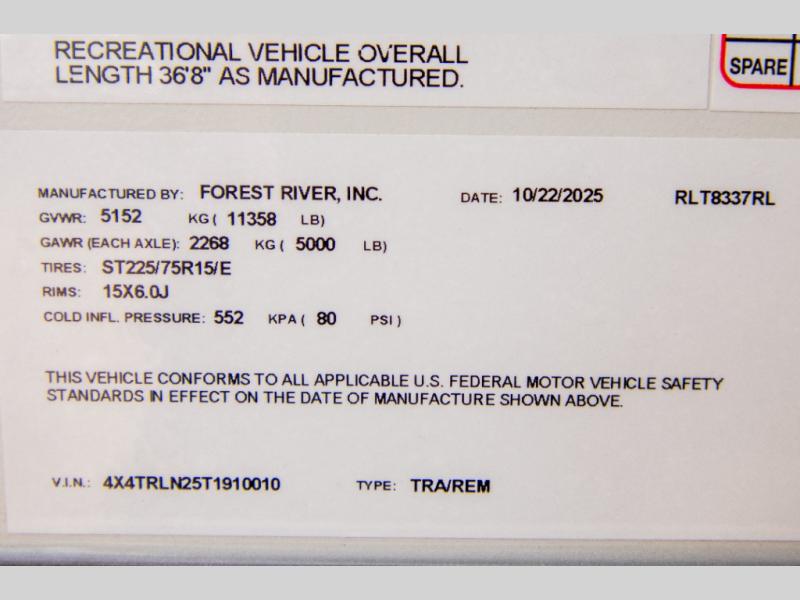 RECREATIONAL VEHICLE OVERALL
LENGTH 36'8" AS MANUFACTURED.
SPARE
MANUFACTURED BY: FOREST RIVER, INC. DATE: 10/22/2025 RLT8337RL
GVWR: 5152 KG ( 11358 LB)
GAWR (EACH AXLE): 2268 KG ( 5000 LB)
TIRES: ST225/75R15/E
RIMS: 15X6.0J
COLD INFL. PRESSURE: 552 KPA ( 80 PSI )
THIS VEHICLE CONFORMS TO ALL APPLICABLE U.S. FEDERAL MOTOR VEHICLE SAFETY
STANDARDS IN EFFECT ON THE DATE OF MANUFACTURE SHOWN ABOVE.
V.I.N.: 4X4TRLN25T1910010 TYPE: TRA/REM